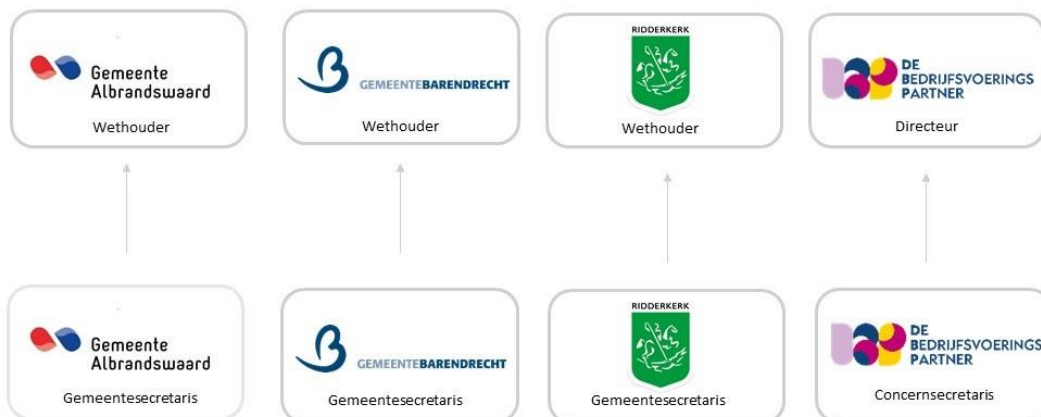 Gemeente
Albrandswaard
Wethouder
GEMEENTEBARENDRECHT
Wethouder
RIDDERKERK
Wethouder
DE
BEDRIJFSVOERINGS
PARTNER
Directeur
Gemeente
Albrandswaard
Gemeentesecretaris
GEMEENTEBARENDRECHT
Gemeentesecretaris
RIDDERKERK
Gemeentesecretaris
DE
BEDRIJFSVOERINGS
PARTNER
Concernsecretaris